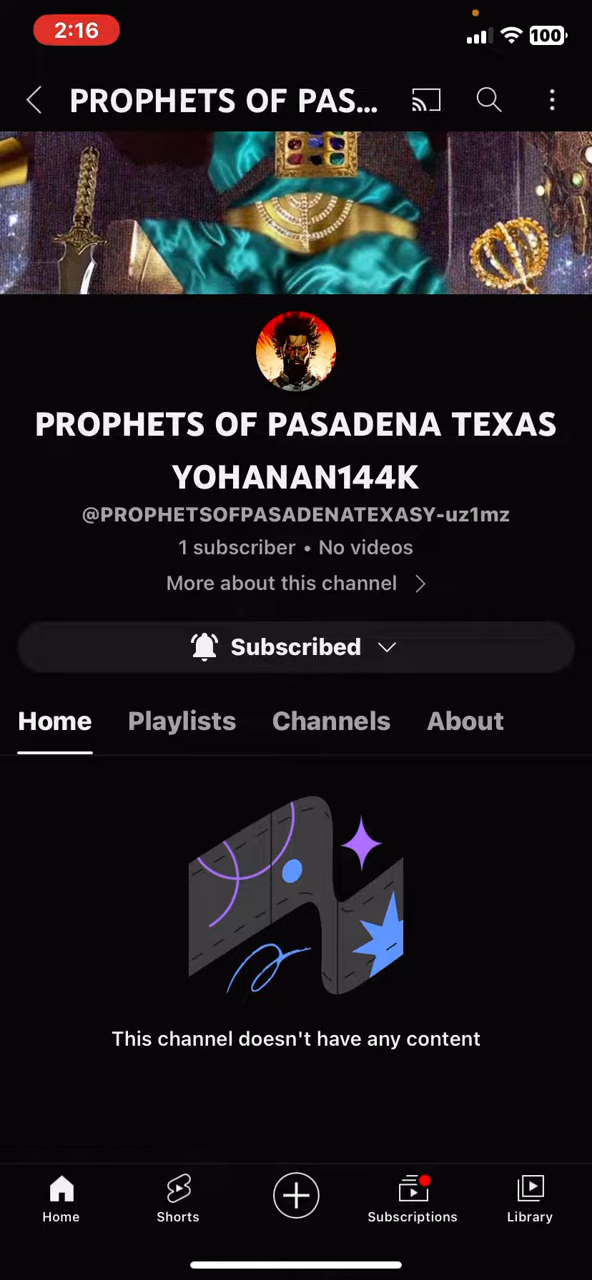 2:16
100
PROPHETS OF PAS...
PROPHETS OF PASADENA TEXAS
YOHANAN144K
@PROPHETSOFPASADENATEXASY-uz1mz
1 subscriber • No videos
More about this channel
Subscribed
Home Playlists Channels About
This channel doesn't have any content
Home Shorts Subscriptions Library